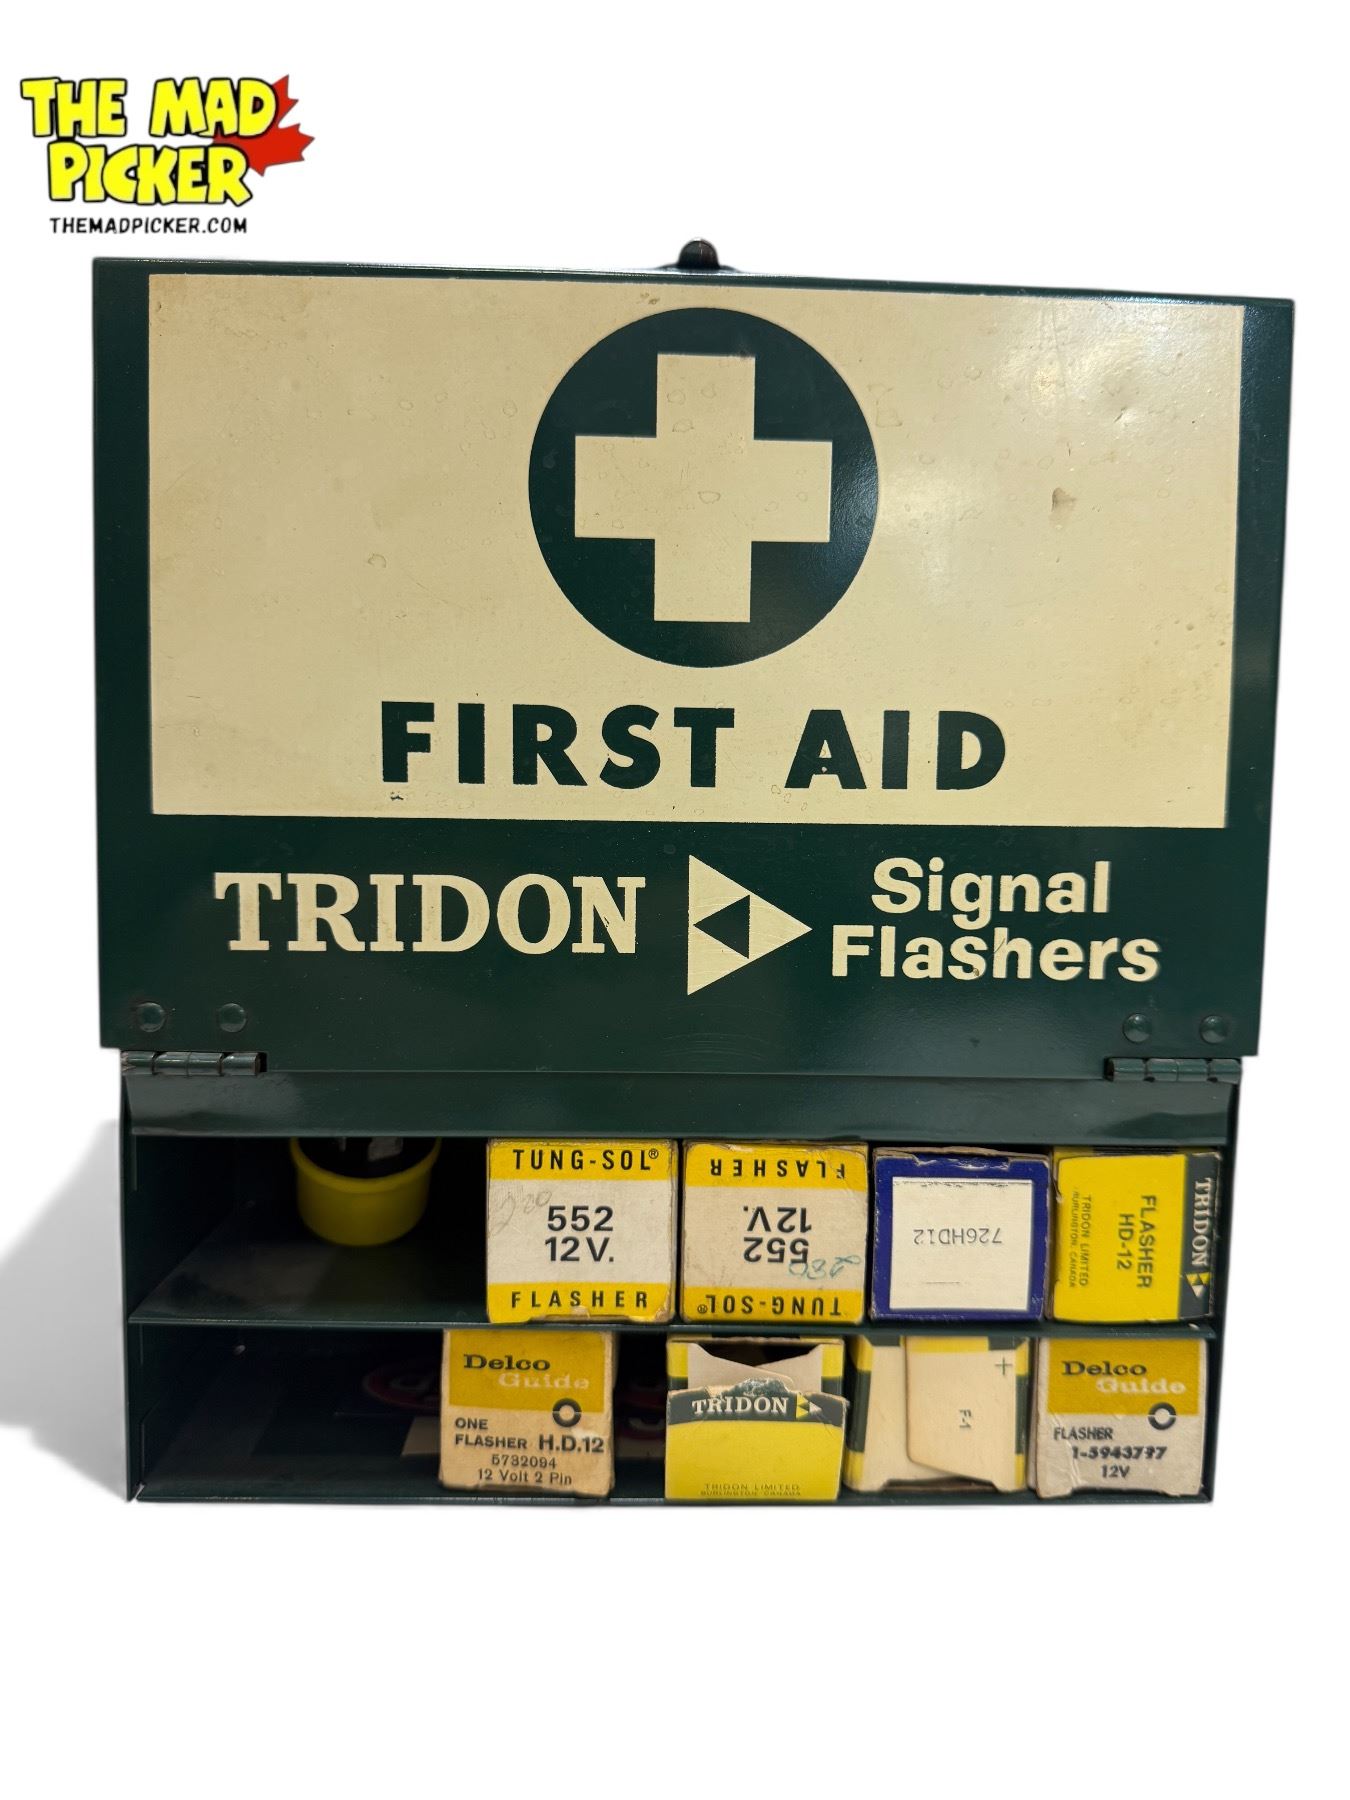 THE MAD
PICKER
THEMADPICKER.COM
FIRST AID
TRIDON Signal
Flashers
TUNG-SOL®
552
12V.
FLASHER
FLASHER
12V.
552
280
TUNG-SOL®
726HD12
TRIDON
FLASHER
HD-12
TRIDON LIMITED
BURLINGTON, CANADA
Delco
Guide
ONE
FLASHER H.D.12
5732094
12 Volt 2 Pin
TRIDON
TRIDON LIMITED
BURLINGTON CANADA
F-1
Delco
Guide
FLASHER
12V